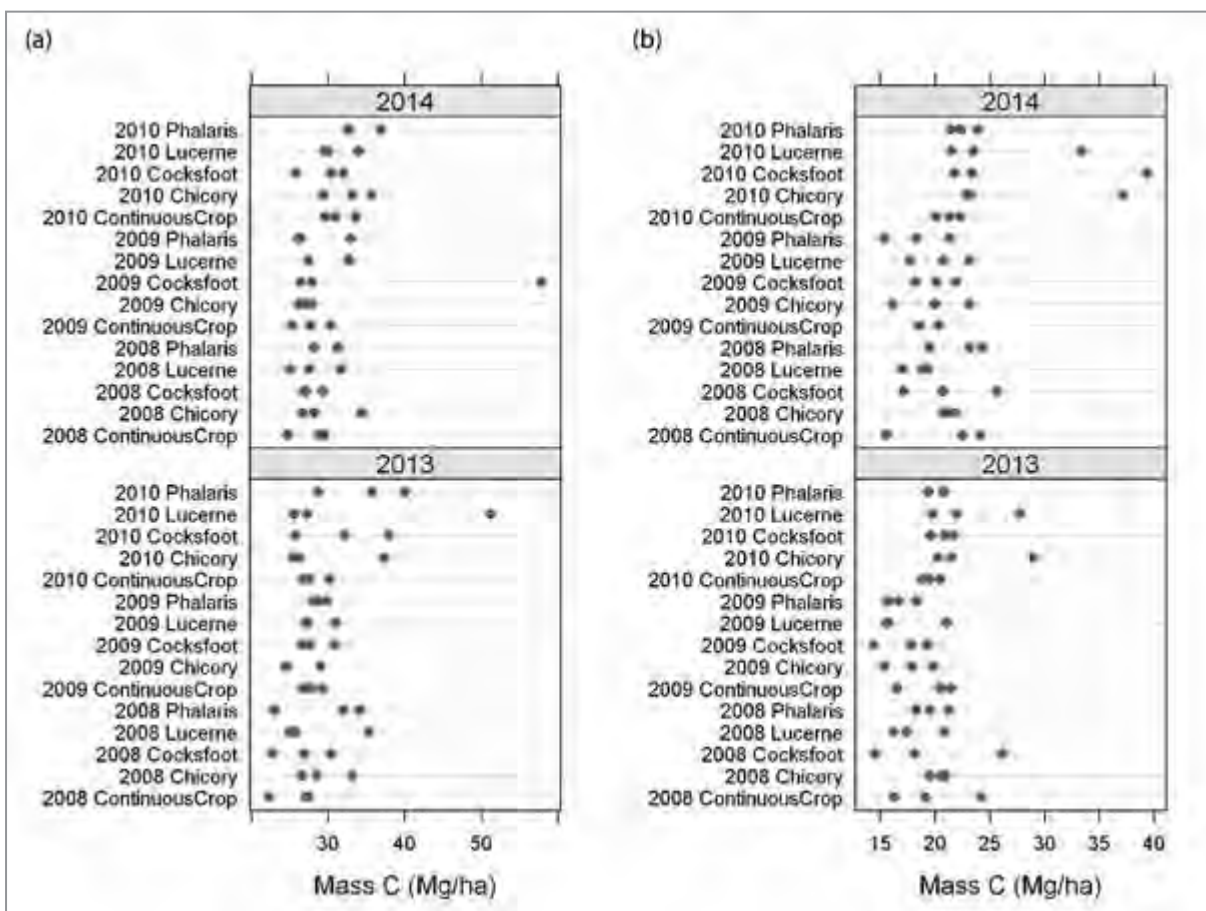 (a)
2014
2010 Phalaris
2010 Lucerne
2010 Cocksfoot
2010 Chicory
2010 ContinuousCrop
2009 Phalaris
2009 Lucerne
2009 Cocksfoot
2009 Chicory
2009 ContinuousCrop
2008 Phalaris
2008 Lucerne
2008 Cocksfoot
2008 Chicory
2008 ContinuousCrop
2013
2010 Phalaris
2010 Lucerne
2010 Cocksfoot
2010 Chicory
2010 ContinuousCrop
2009 Phalaris
2009 Lucerne
2009 Cocksfoot
2009 Chicory
2009 ContinuousCrop
2008 Phalaris
2008 Lucerne
2008 Cocksfoot
2008 Chicory
2008 ContinuousCrop
30 40 50
Mass C (Mg/ha)
(b)
2014
2010 Phalaris
2010 Lucerne
2010 Cocksfoot
2010 Chicory
2010 ContinuousCrop
2009 Phalaris
2009 Lucerne
2009 Cocksfoot
2009 Chicory
2009 ContinuousCrop
2008 Phalaris
2008 Lucerne
2008 Cocksfoot
2008 Chicory
2008 ContinuousCrop
2013
2010 Phalaris
2010 Lucerne
2010 Cocksfoot
2010 Chicory
2010 ContinuousCrop
2009 Phalaris
2009 Lucerne
2009 Cocksfoot
2009 Chicory
2009 ContinuousCrop
2008 Phalaris
2008 Lucerne
2008 Cocksfoot
2008 Chicory
2008 ContinuousCrop
15 20 25 30 35 40
Mass C (Mg/ha)